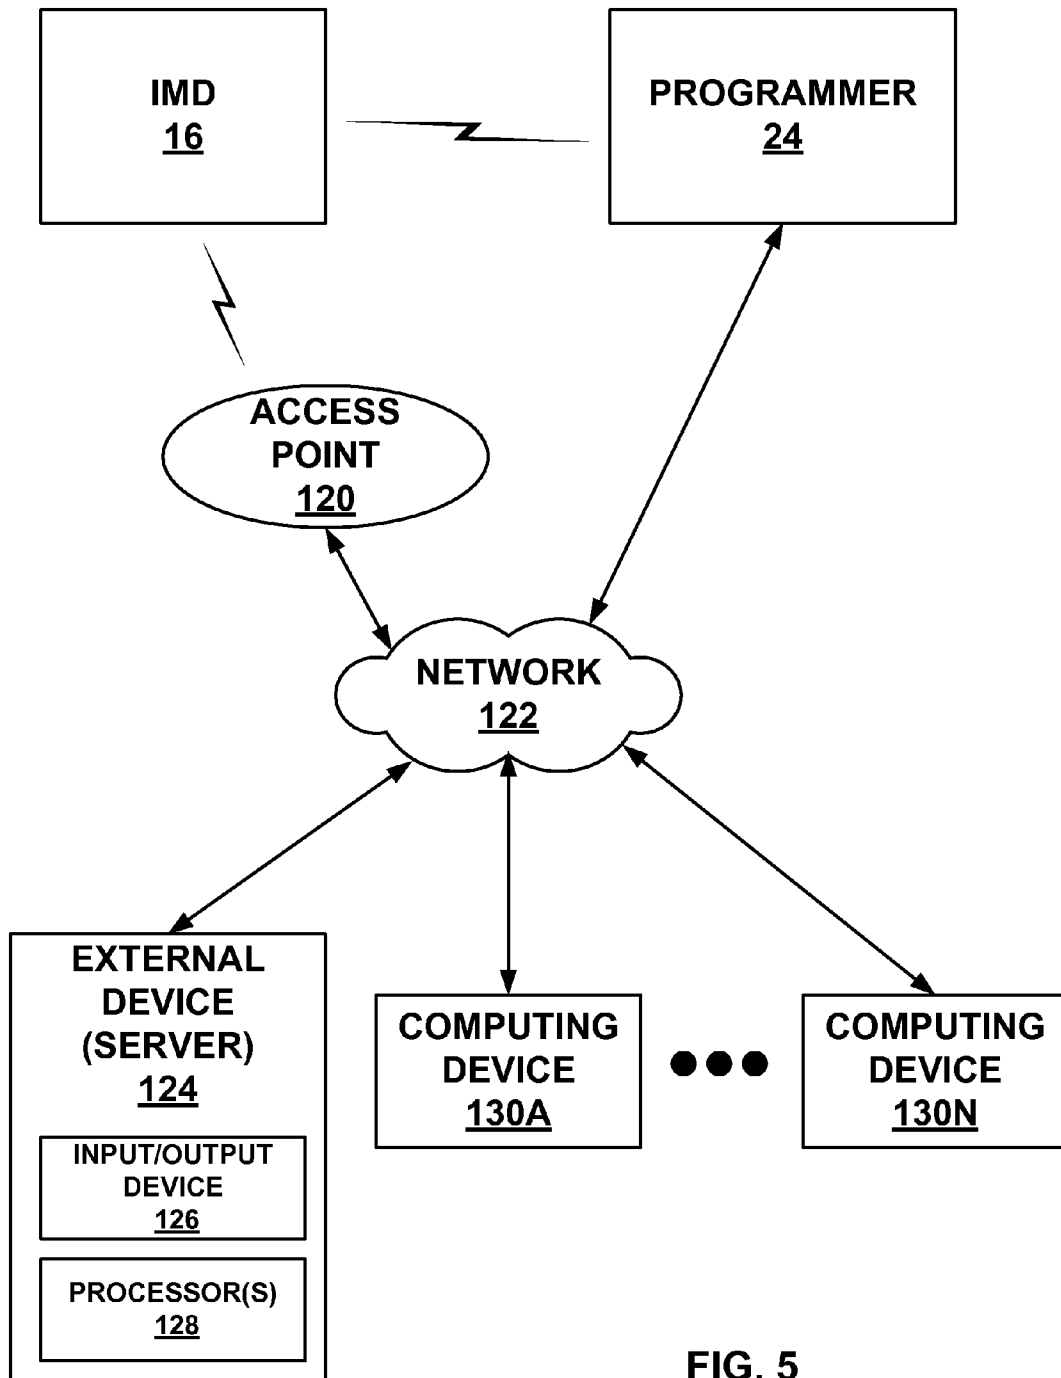 IMD
16
PROGRAMMER
24
ACCESS
POINT
120
NETWORK
122
EXTERNAL
DEVICE
(SERVER)
124
INPUT/OUTPUT
DEVICE
126
PROCESSOR(S)
128
COMPUTING
DEVICE
130A
COMPUTING
DEVICE
130N
FIG. 5